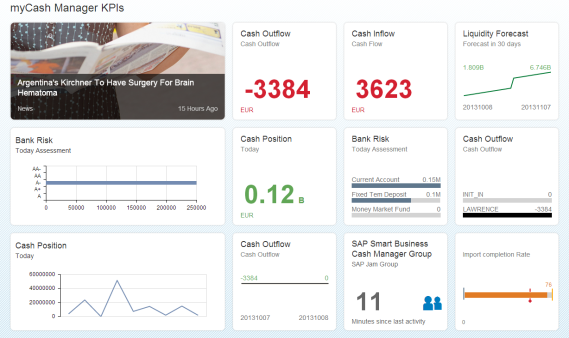 myCash Manager KPIs
Argentina's Kirchner To Have Surgery For Brain
Hematoma
News
15 Hours Ago
Cash Outflow
Cash Outflow
-3384
EUR
Cash Inflow
Cash Flow
3623
EUR
Liquidity Forecast
Forecast in 30 days
1.809B
6.746B
20131008
20131107
Bank Risk
Today Assessment
AA-
AA
A-
A+
A
0
50000
100000
150000
200000
250000
Cash Position
Today
0.12 B
EUR
Bank Risk
Today Assessment
Current Account 0.15M
Fixed Tem Deposit 0.1M
Money Market Fund 0
Cash Outflow
Cash Outflow
INIT_IN 0
LAWRENCE -3384
Cash Position
Today
60000000
40000000
20000000
0
Cash Outflow
Cash Outflow
-3384
0
20131007
20131008
SAP Smart Business
Cash Manager Group
SAP Jam Group
11
Minutes since last activity
Import completion Rate
75
0